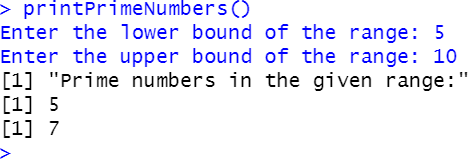 > printPrimeNumbers()
Enter the lower bound of the range: 5
Enter the upper bound of the range: 10
[1] "Prime numbers in the given range:"
[1] 5
[1] 7
>